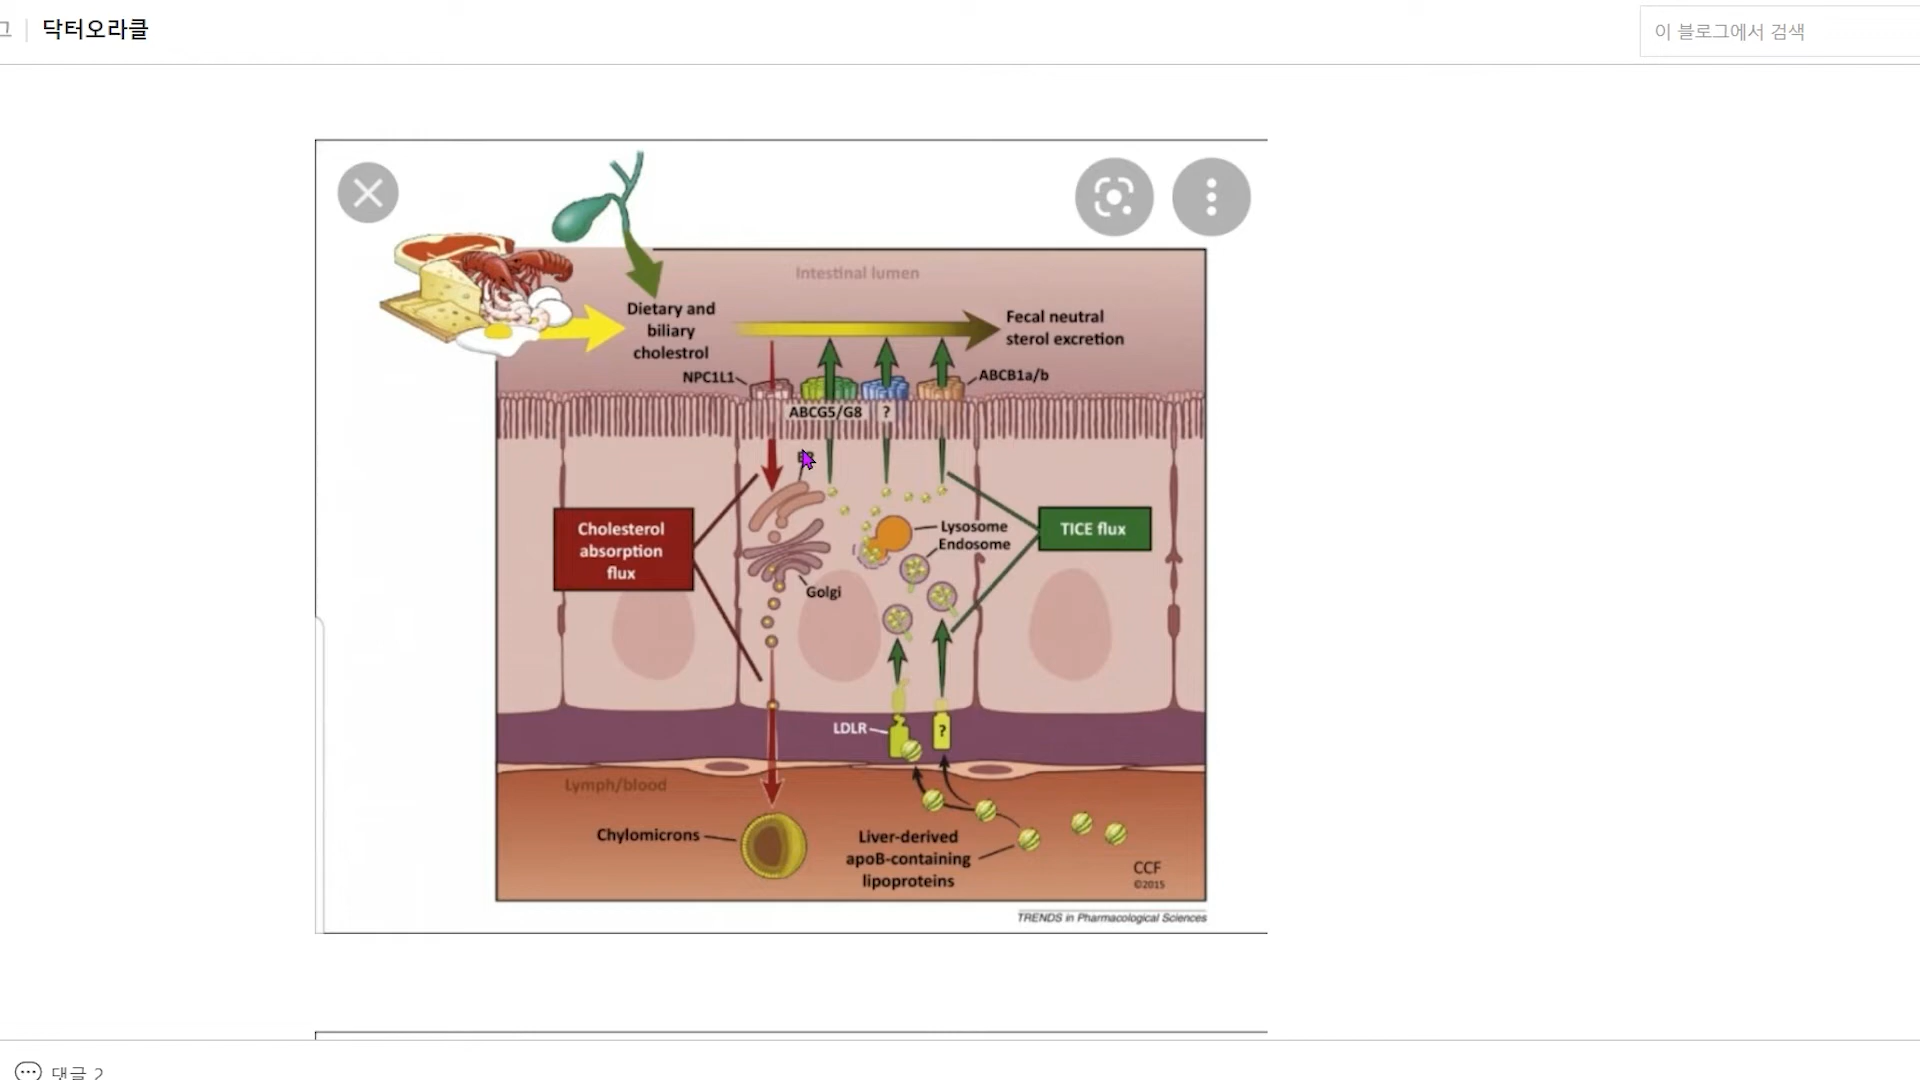 닥터오라클
이 블로그에서 검색
Intestinal lumen
Dietary and
biliary
cholestrol
Fecal neutral
sterol excretion
NPC1L1
ABCB1a/b
ABCG5/G8
?
Cholesterol
absorption
flux
Lysosome
Endosome
TICE flux
Golgi
LDLR
?
Lymph/blood
Chylomicrons
Liver-derived
apoB-containing
lipoproteins
CCF
©2015
TRENDS in Pharmacological Sciences
댓글 2